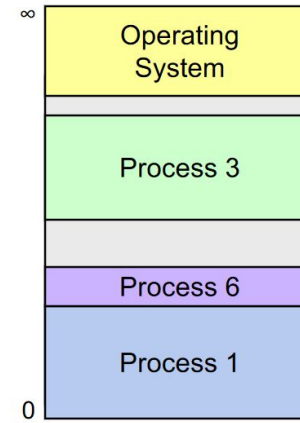 ∞
Operating
System
Process 3
Process 6
Process 1
0